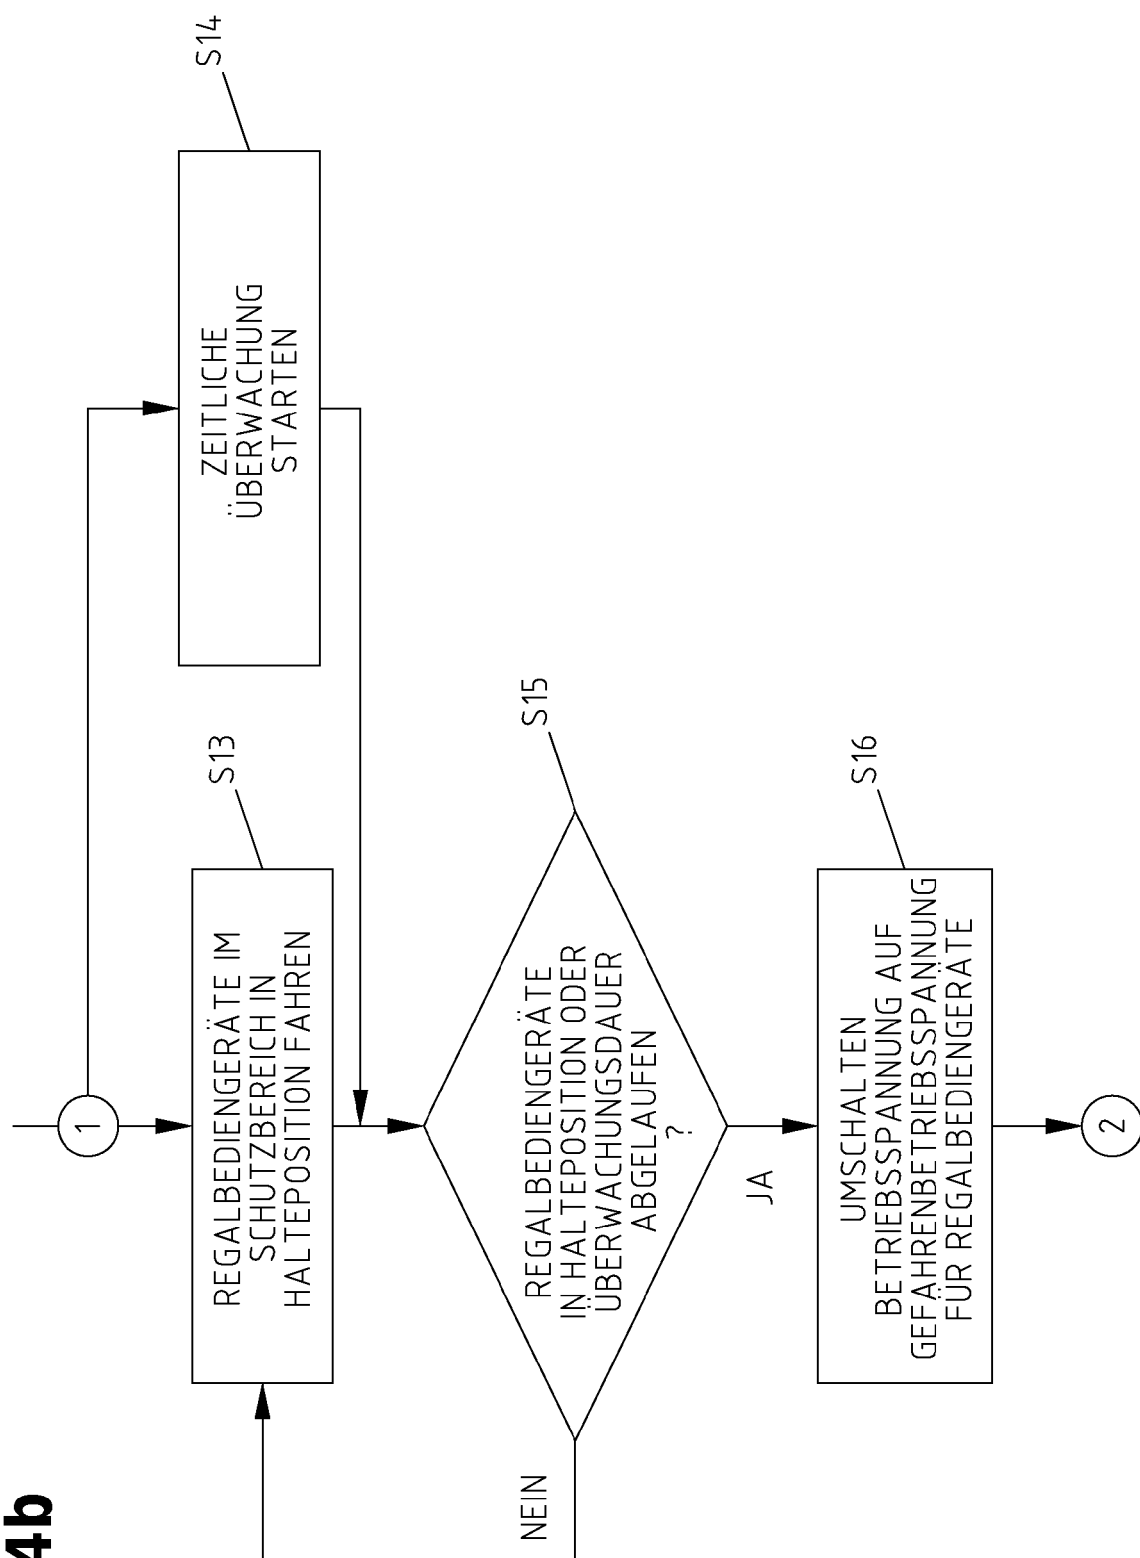 4b
1
REGALBEDIENGERÄTE IM
SCHUTZBEREICH IN
HALTEPOSITION FAHREN
S13
ZEITLICHE
ÜBERWACHUNG
STARTEN
S14
REGALBEDIENGERÄTE
IN HALTEPOSITION ODER
ÜBERWACHUNGSDAUER
ABGELAUFEN
?
S15
NEIN
JA
UMSCHALTEN
BETRIEBSSPANNUNG AUF
GEFÄHRENBETRIEBSSPÄNNUNG
FÜR REGALBEDIENGERÄTE
S16
2